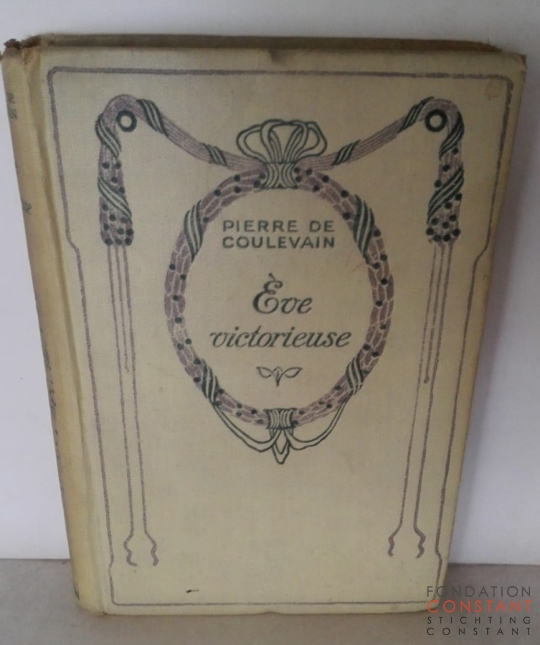 PIERRE DE
COULEVAIN
Ève
victorieuse
FONDATION
CONSTANT
STICHTING
CONSTANT